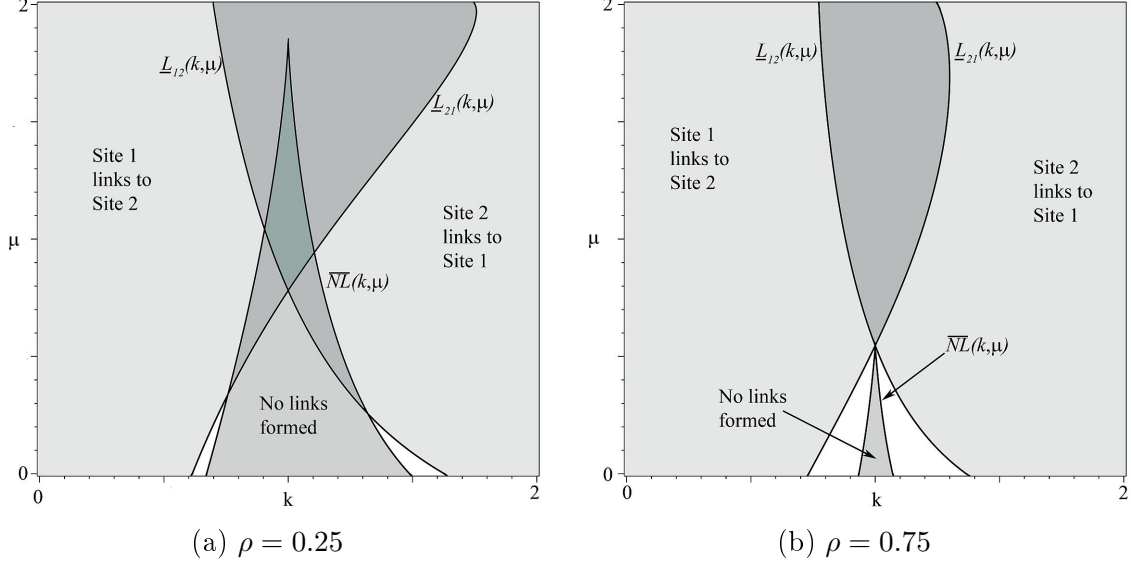 2
L₁₂(k,μ)
L₂₁(k,μ)
Site 1
links to
Site 2
Site 2
links to
Site 1
μ
N̅L̅(k,μ)
No links
formed
0
0
k
2
(a) ρ = 0.25
2
L₁₂(k,μ)
L₂₁(k,μ)
Site 1
links to
Site 2
Site 2
links to
Site 1
μ
N̅L̅(k,μ)
No links
formed
0
0
k
2
(b) ρ = 0.75